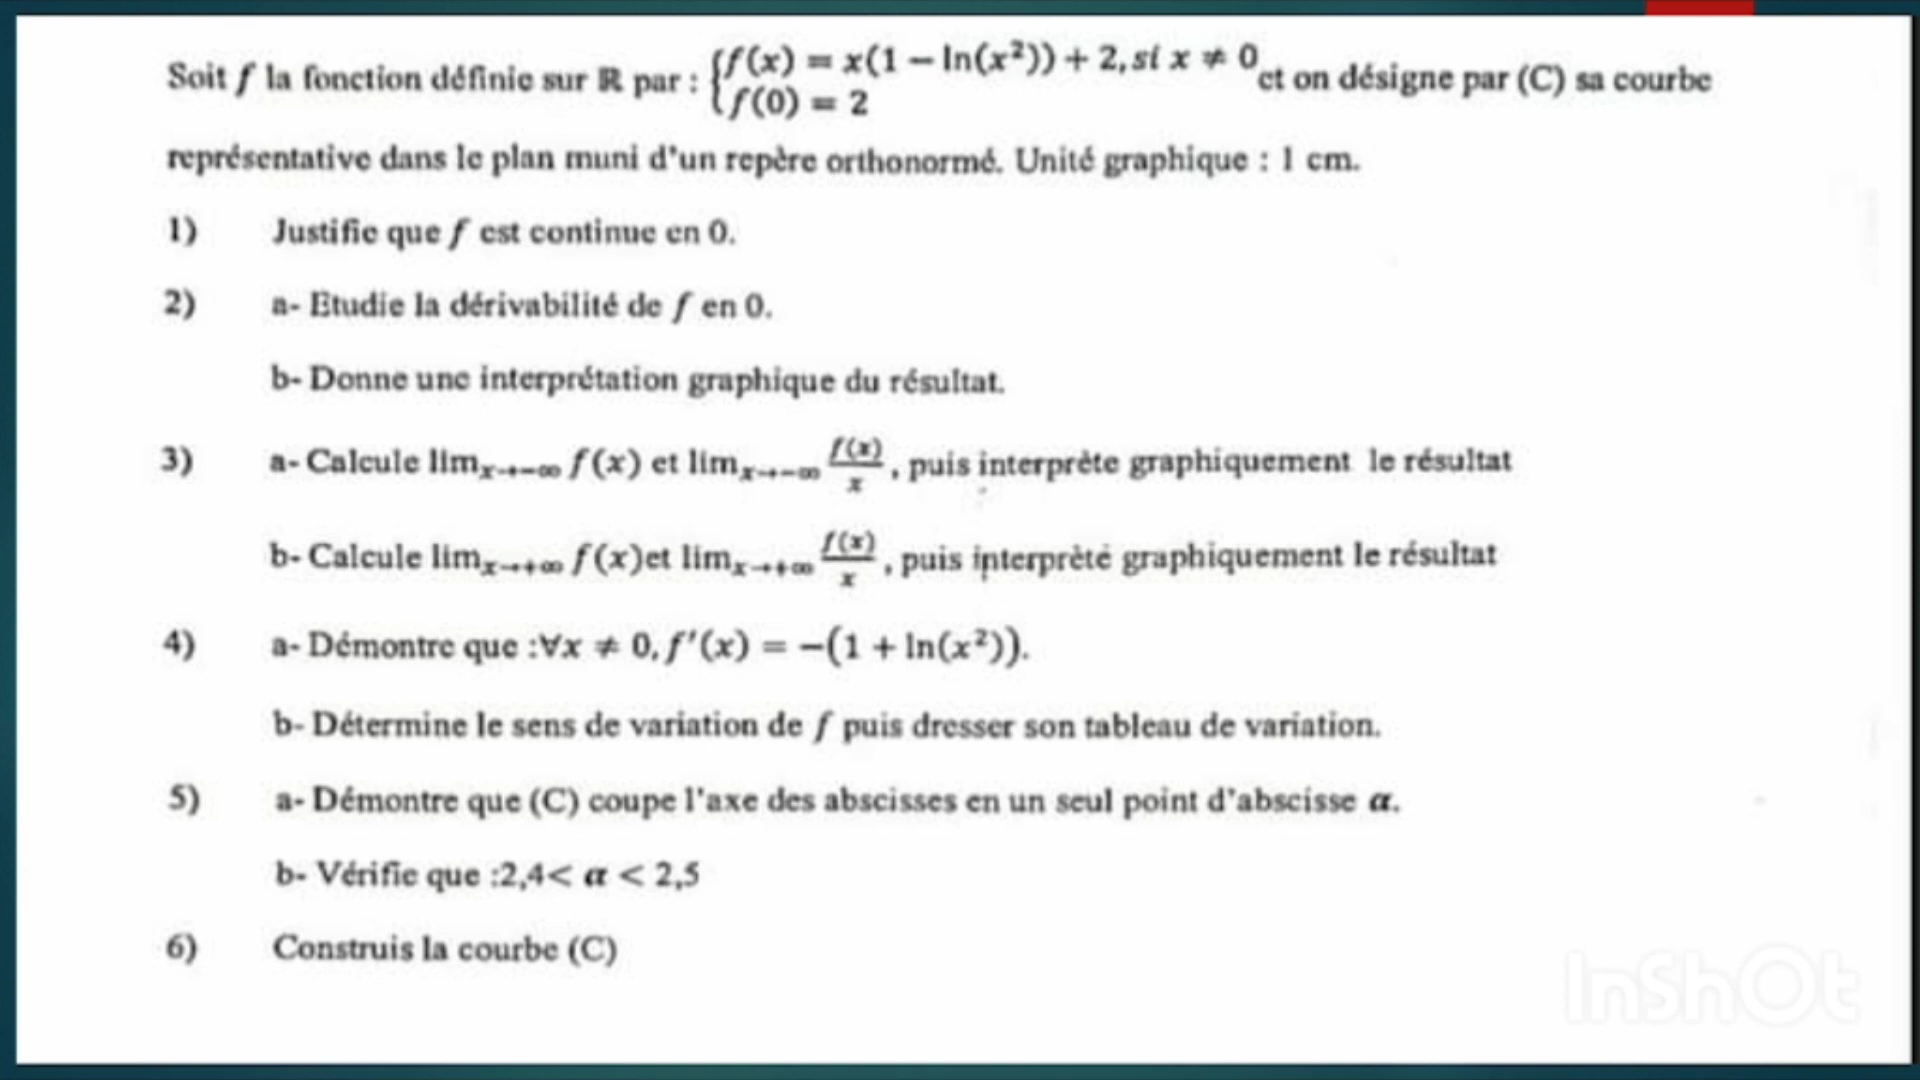 Soit f la fonction définie sur ℝ par : {f(x) = x(1 − ln(x²)) + 2, si x ≠ 0
{f(0) = 2
et on désigne par (C) sa courbe
représentative dans le plan muni d'un repère orthonormé. Unité graphique : 1 cm.
1) Justifie que f est continue en 0.
2) a- Etudie la dérivabilité de f en 0.
b- Donne une interprétation graphique du résultat.
3) a- Calcule lim x→−∞ f(x) et lim x→−∞ f(x)/x , puis interprète graphiquement le résultat
b- Calcule lim x→+∞ f(x)et lim x→+∞ f(x)/x , puis interprète graphiquement le résultat
4) a- Démontre que :∀x ≠ 0, f′(x) = −(1 + ln(x²)).
b- Détermine le sens de variation de f puis dresser son tableau de variation.
5) a- Démontre que (C) coupe l'axe des abscisses en un seul point d'abscisse α.
b- Vérifie que :2,4< α < 2,5
6) Construis la courbe (C)
InShOt